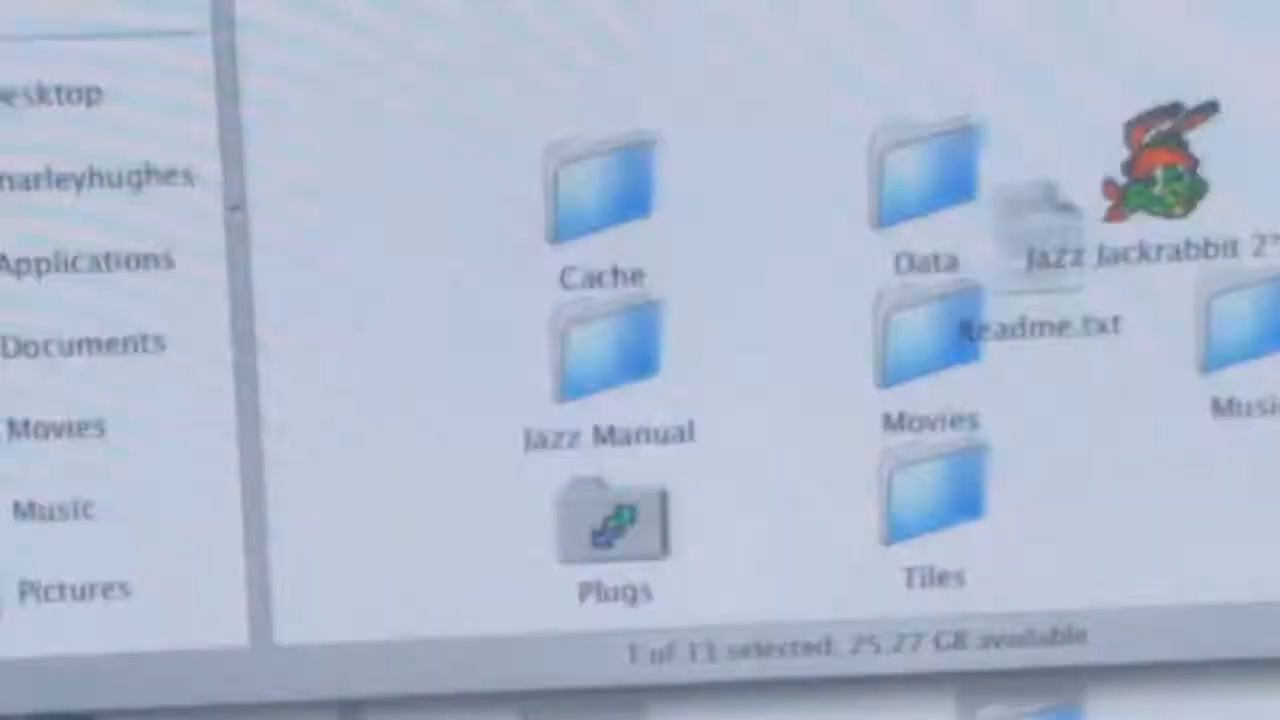 esktop
harleyhughes
Applications
Documents
Movies
Music
Pictures
Cache
Data
Jazz Jackrabbit 2
Readme.txt
Jazz Manual
Movies
Musi
Plugs
Tiles
1 of 13 selected, 25.27 GB available